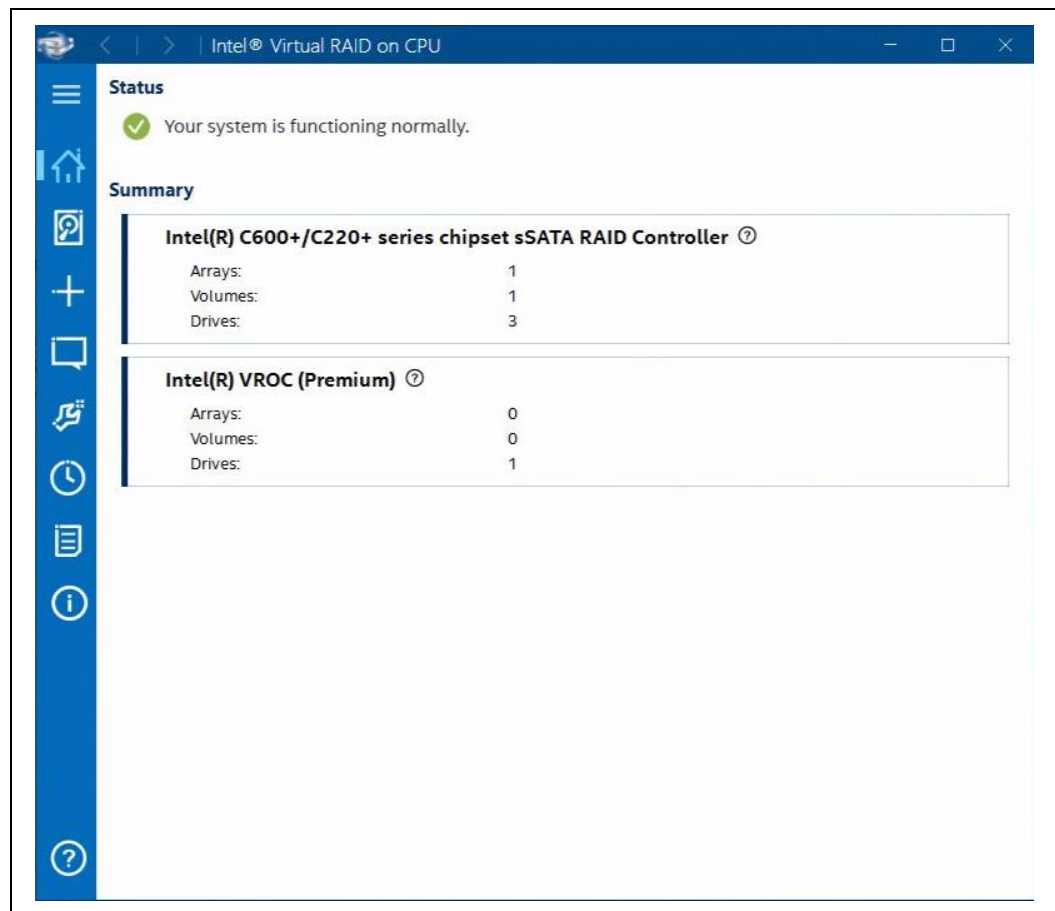 Intel® Virtual RAID on CPU
Status
Your system is functioning normally.
Summary
Intel(R) C600+/C220+ series chipset sSATA RAID Controller ?
Arrays: 1
Volumes: 1
Drives: 3
Intel(R) VROC (Premium) ?
Arrays: 0
Volumes: 0
Drives: 1